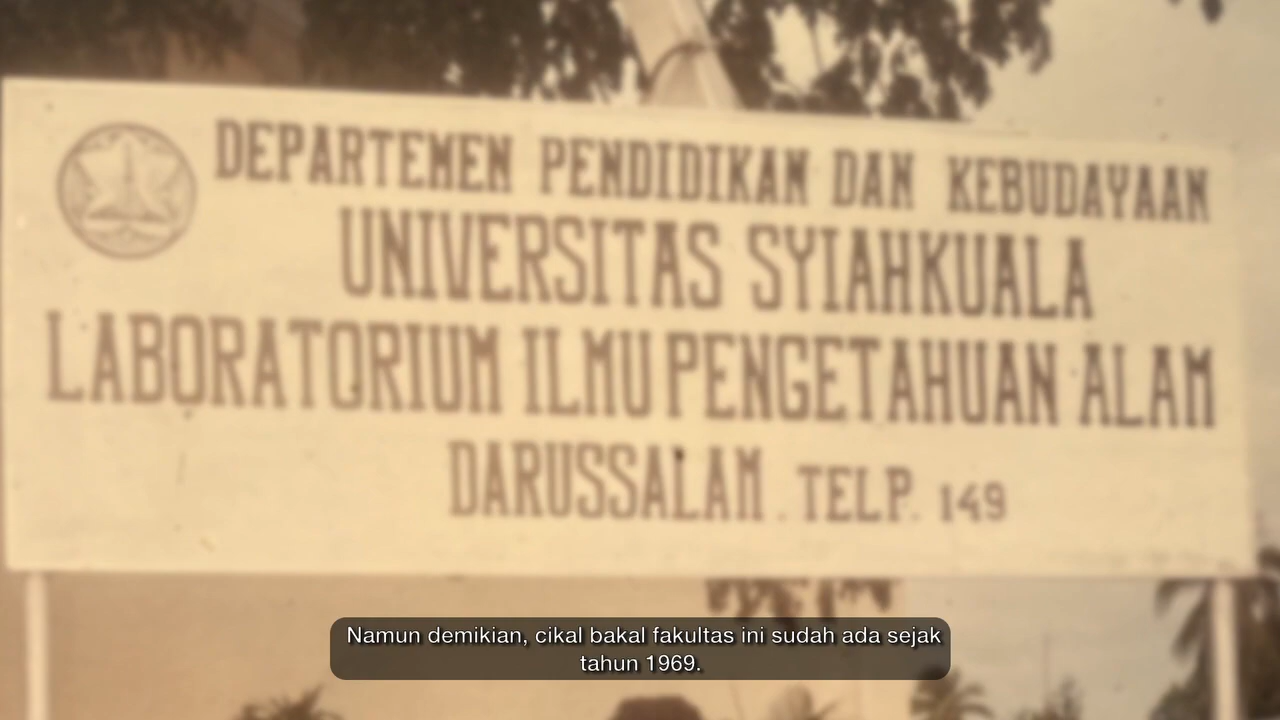 DEPARTEMEN PENDIDIKAN DAN KEBUDAYAAN
UNIVERSITAS SYIAHKUALA
LABORATORIUM ILMU PENGETAHUAN ALAM
DARUSSALAM. TELP. 149
Namun demikian, cikal bakal fakultas ini sudah ada sejak
tahun 1969.